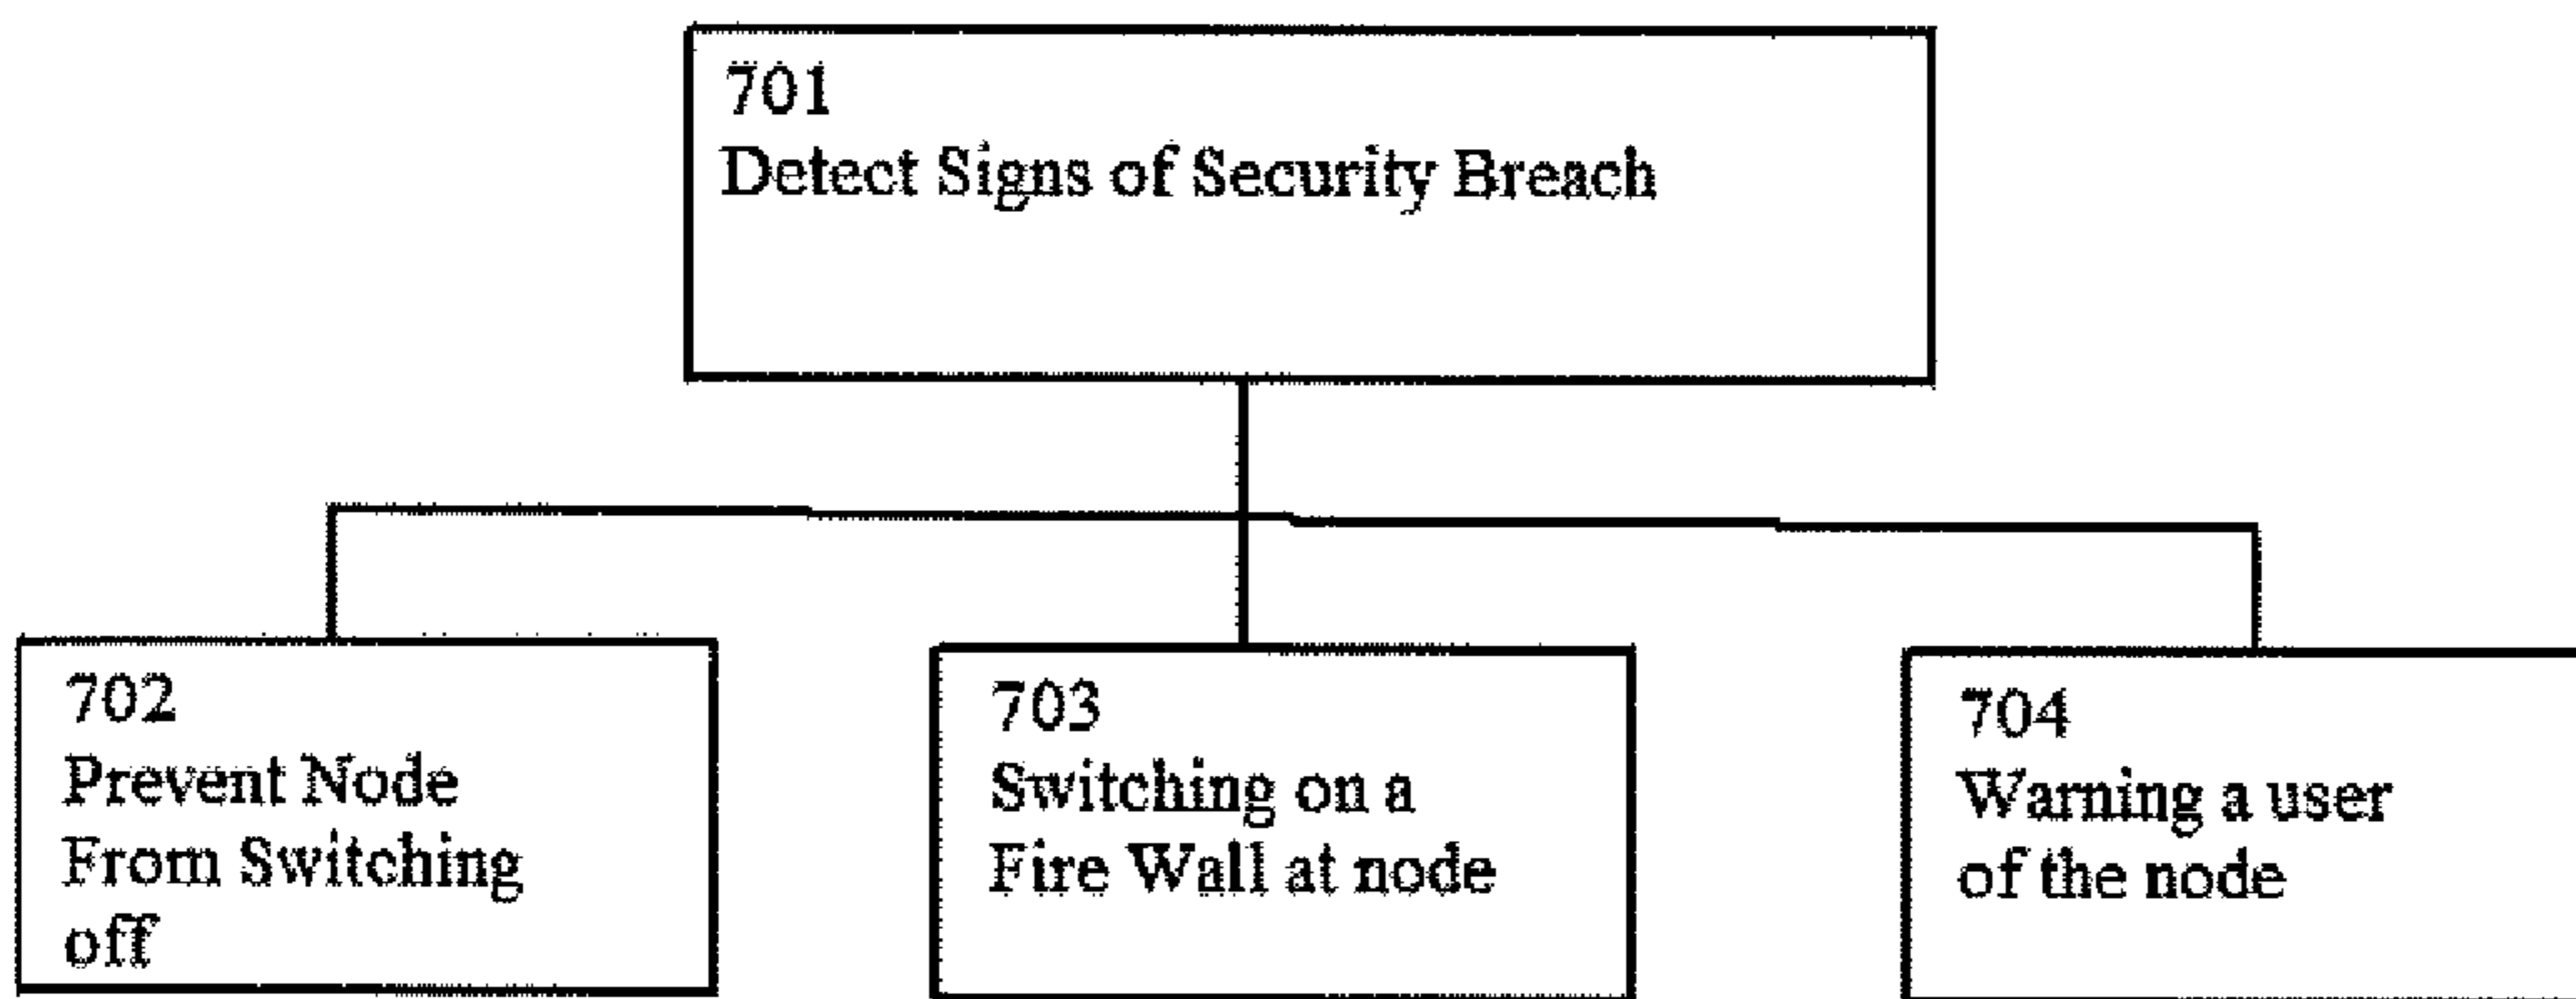 701
Detect Signs of Security Breach
702
Prevent Node
From Switching
off
703
Switching on a
Fire Wall at node
704
Warning a user
of the node